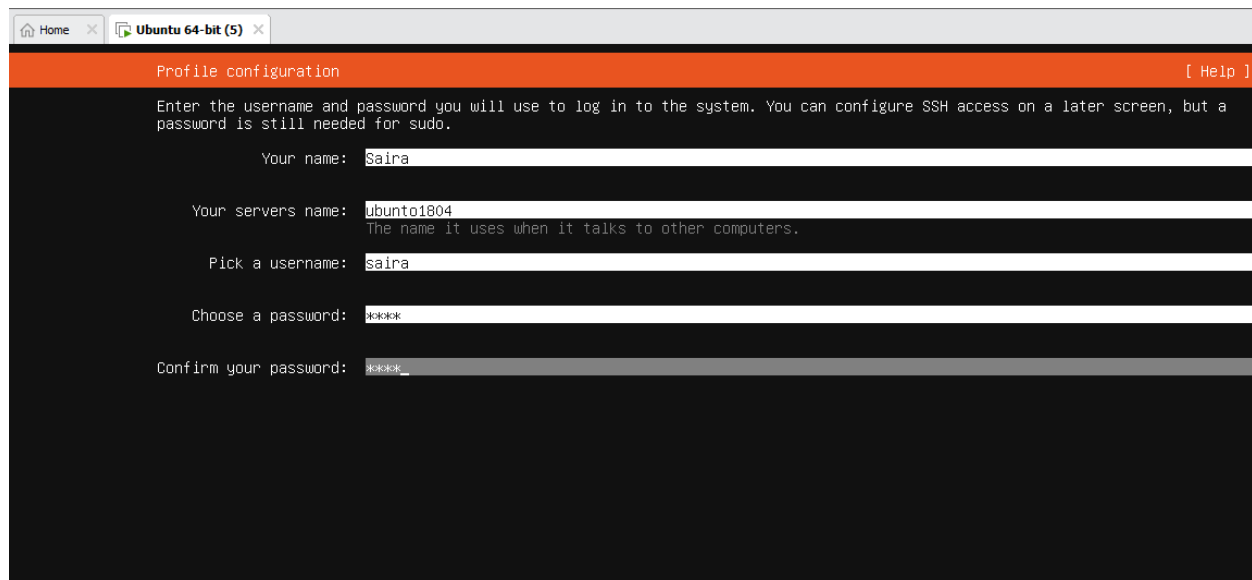 Home
Ubuntu 64-bit (5)
Profile configuration [ Help ]
Enter the username and password you will use to log in to the system. You can configure SSH access on a later screen, but a
password is still needed for sudo.
Your name: Saira
Your servers name: ubunto1804
The name it uses when it talks to other computers.
Pick a username: saira
Choose a password: ****
Confirm your password: ****_